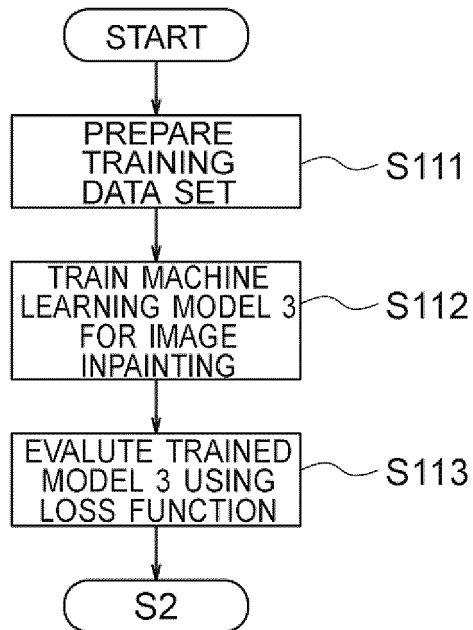 START
PREPARE
TRAINING
DATA SET
S111
TRAIN MACHINE
LEARNING MODEL 3
FOR IMAGE
INPAINTING
S112
EVALUTE TRAINED
MODEL 3 USING
LOSS FUNCTION
S113
S2